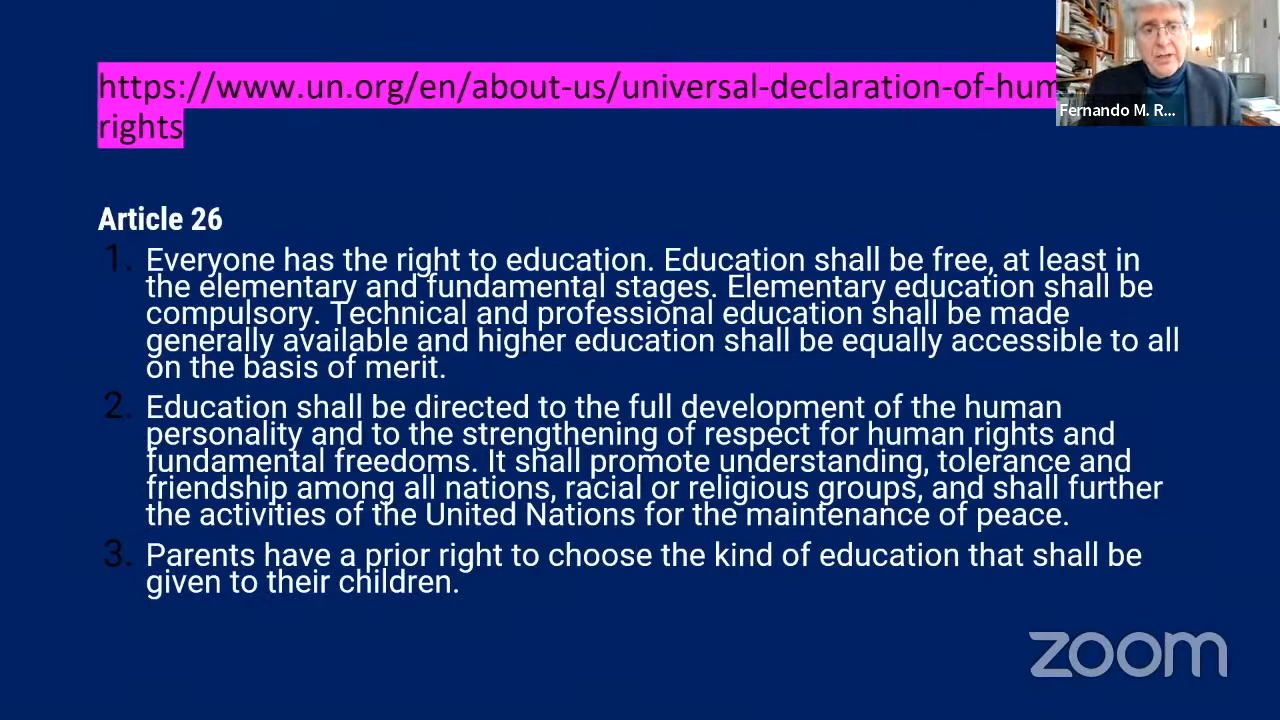 https://www.un.org/en/about-us/universal-declaration-of-hum
rights
Fernando M. R...
Article 26
1. Everyone has the right to education. Education shall be free, at least in
the elementary and fundamental stages. Elementary education shall be
compulsory. Technical and professional education shall be made
generally available and higher education shall be equally accessible to all
on the basis of merit.
2. Education shall be directed to the full development of the human
personality and to the strengthening of respect for human rights and
fundamental freedoms. It shall promote understanding, tolerance and
friendship among all nations, racial or religious groups, and shall further
the activities of the United Nations for the maintenance of peace.
3. Parents have a prior right to choose the kind of education that shall be
given to their children.
zoom